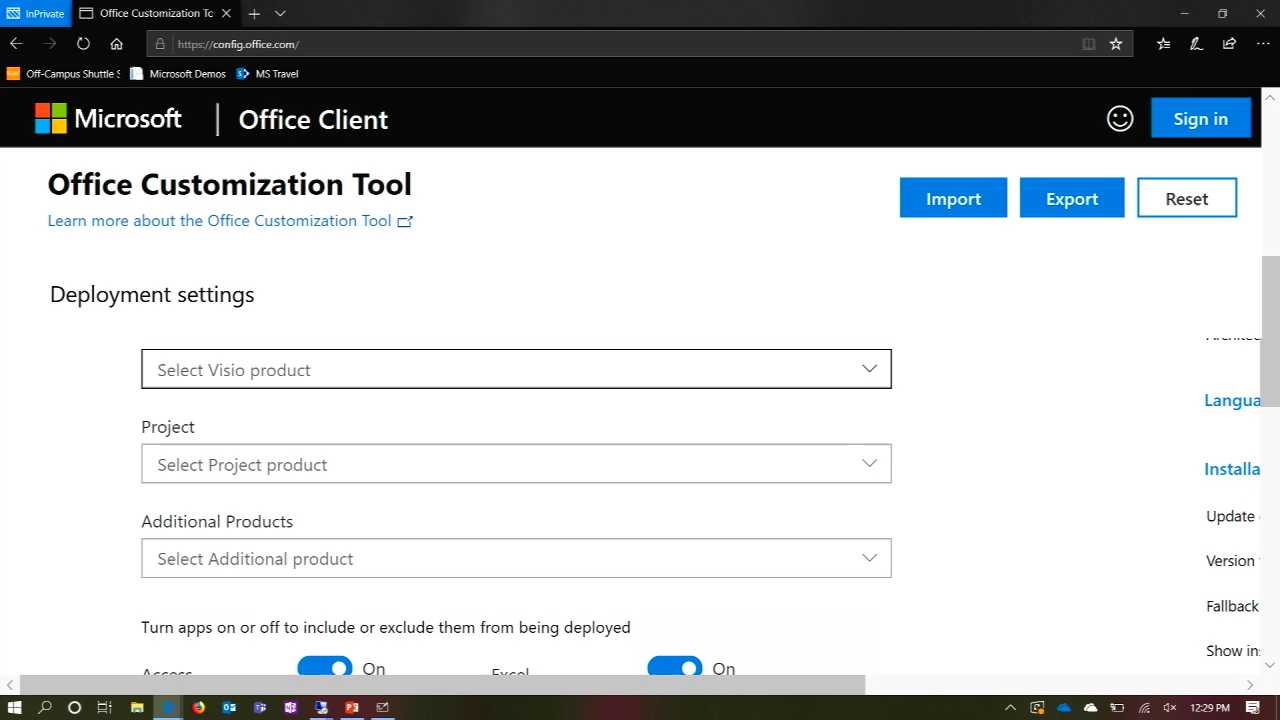 InPrivate
Office Customization Tc
https://config.office.com/
Off-Campus Shuttle S
Microsoft Demos
MS Travel
Microsoft
Office Client
Sign in
Office Customization Tool
Learn more about the Office Customization Tool
Import
Export
Reset
Deployment settings
Select Visio product
Langua
Project
Select Project product
Installa
Update
Additional Products
Select Additional product
Version
Fallback
Turn apps on or off to include or exclude them from being deployed
Show in
Access
On
Excel
On
12:29 PM